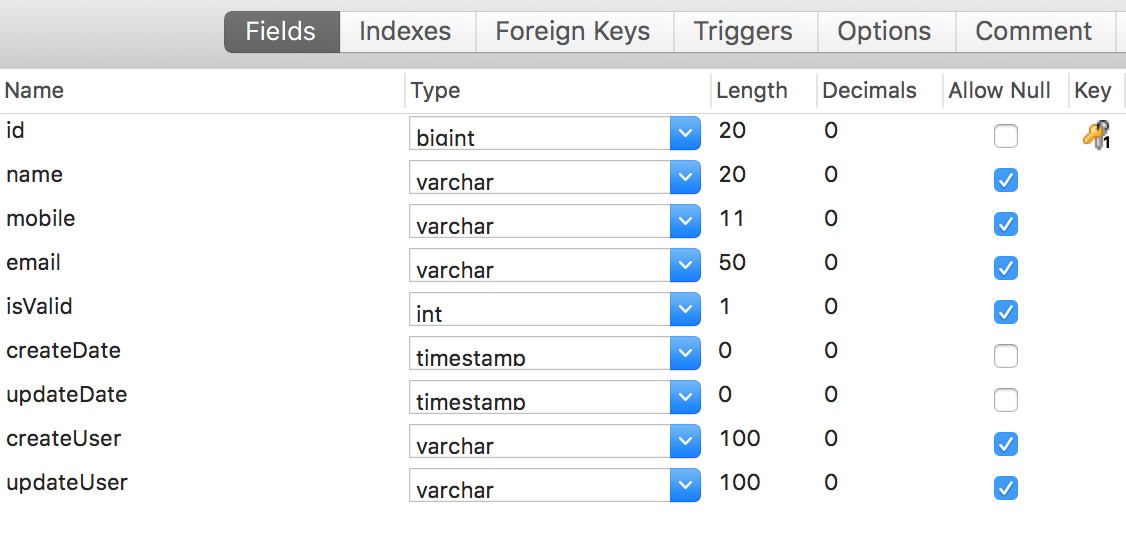 Fields Indexes Foreign Keys Triggers Options Comment
Name Type Length Decimals Allow Null Key
id bigint 20 0 1
name varchar 20 0
mobile varchar 11 0
email varchar 50 0
isValid int 1 0
createDate timestamp 0 0
updateDate timestamp 0 0
createUser varchar 100 0
updateUser varchar 100 0